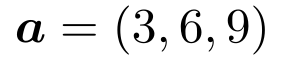 a = (3, 6, 9)